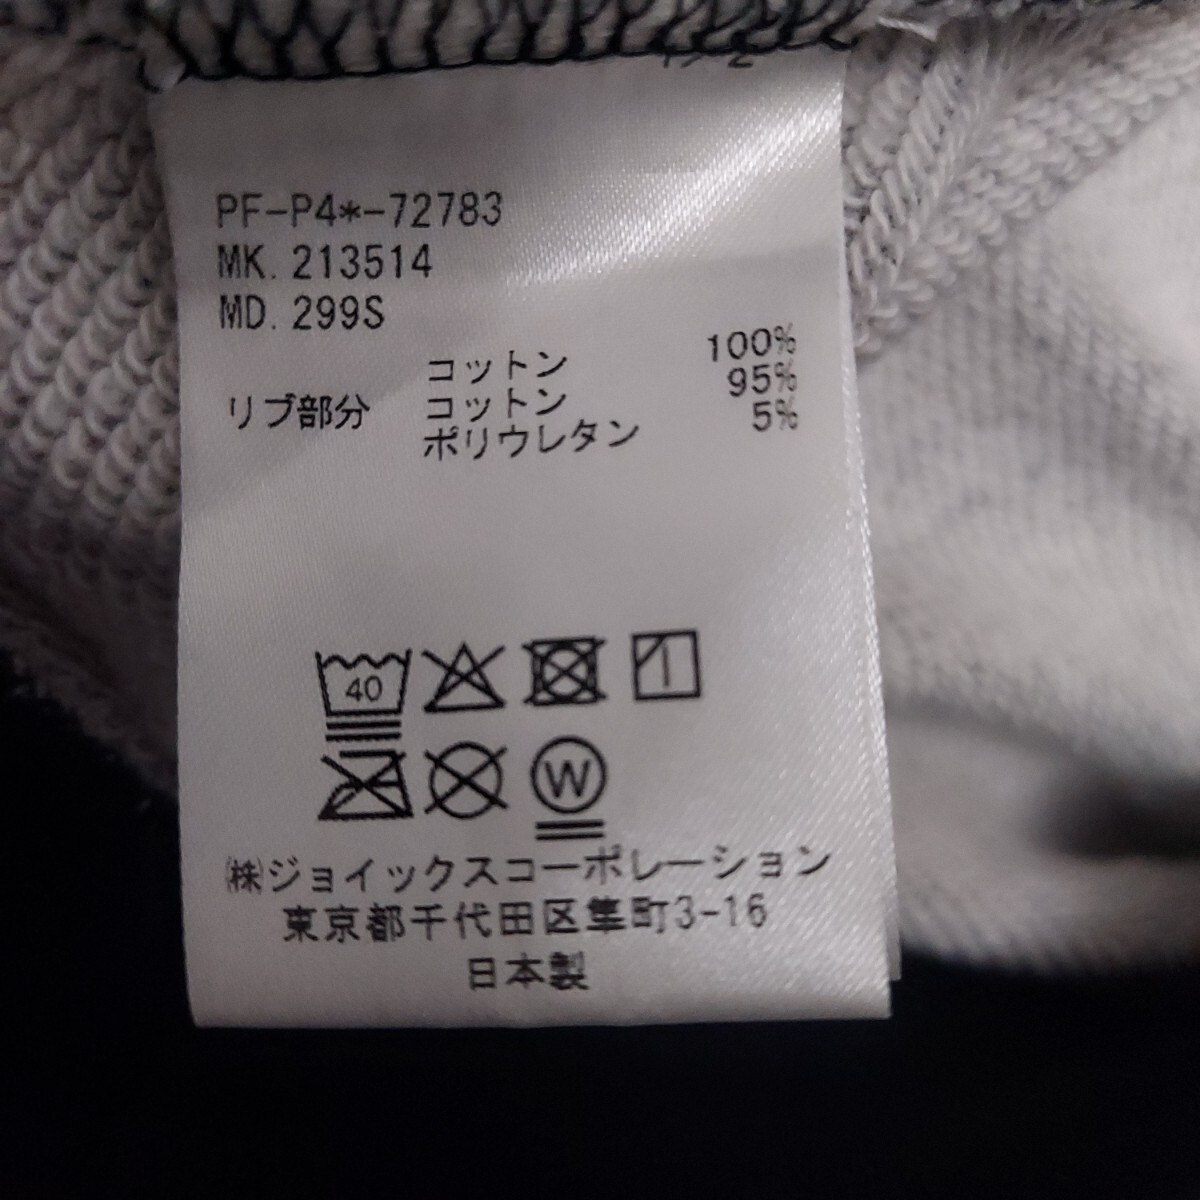 PF-P4*-72783
MK. 213514
MD. 299S
コットン 100%
リブ部分 コットン 95%
ポリウレタン 5%
40
W
㈱ジョイックスコーポレーション
東京都千代田区隼町3-16
日本製